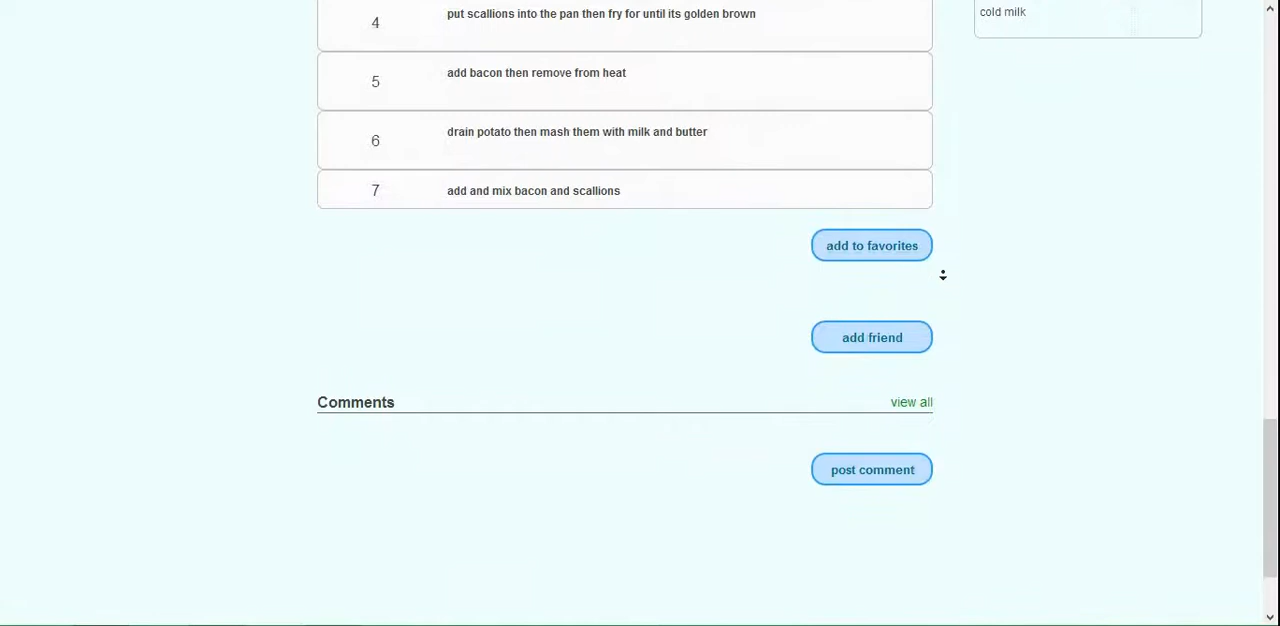 4 put scallions into the pan then fry for until its golden brown
cold milk
5 add bacon then remove from heat
6 drain potato then mash them with milk and butter
7 add and mix bacon and scallions
add to favorites
add friend
Comments view all
post comment